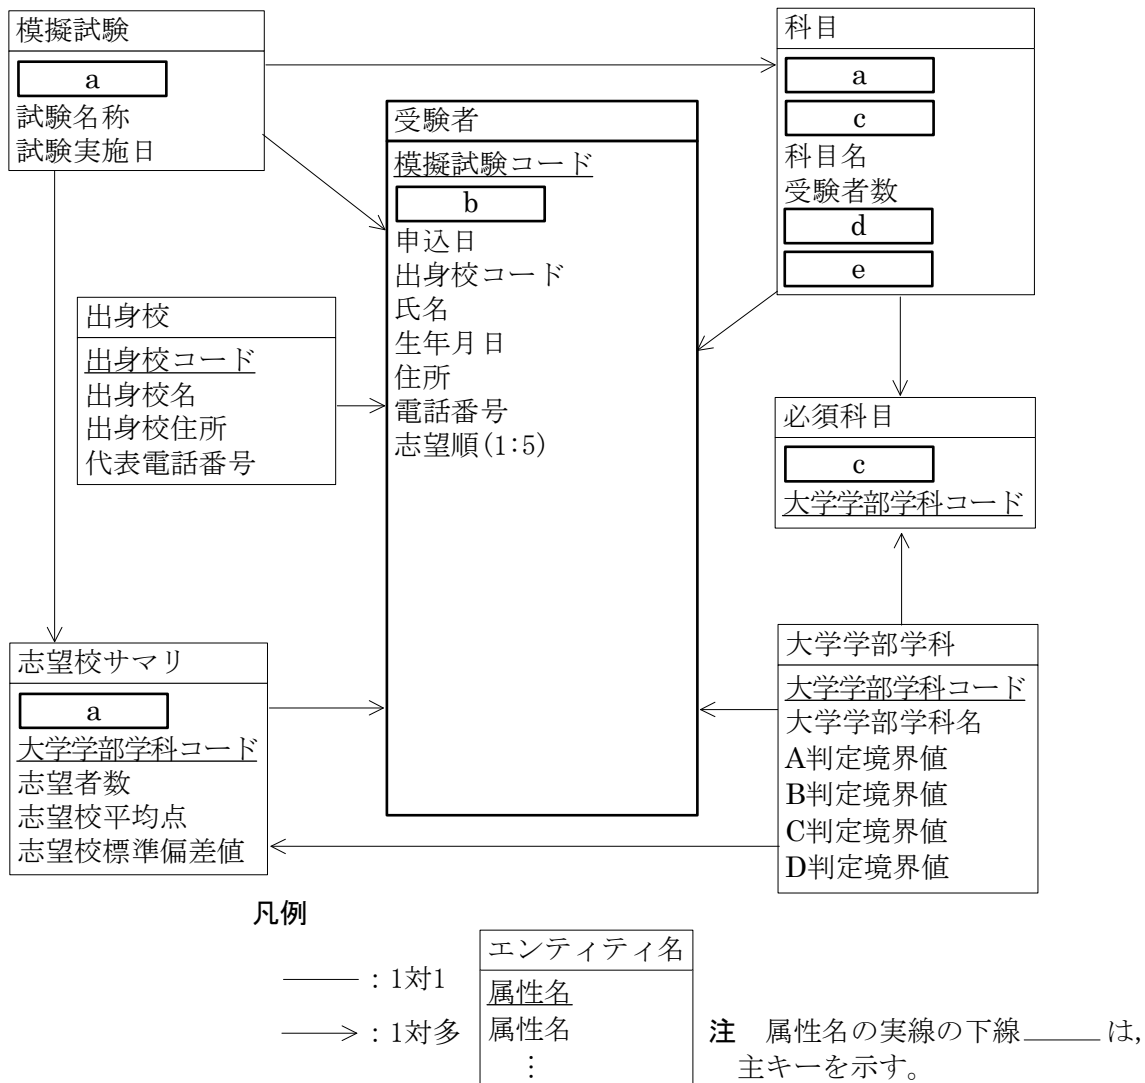 模擬試験
a
試験名称
試験実施日
科目
a
c
科目名
受験者数
d
e
受験者
模擬試験コード
b
申込日
出身校コード
氏名
生年月日
住所
電話番号
志望順(1:5)
出身校
出身校コード
出身校名
出身校住所
代表電話番号
必須科目
c
大学学部学科コード
志望校サマリ
a
大学学部学科コード
志望者数
志望校平均点
志望校標準偏差値
大学学部学科
大学学部学科コード
大学学部学科名
A判定境界値
B判定境界値
C判定境界値
D判定境界値
凡例
:1対1
:1対多
エンティティ名
属性名
属性名
⋮
注 属性名の実線の下線 は,
主キーを示す。